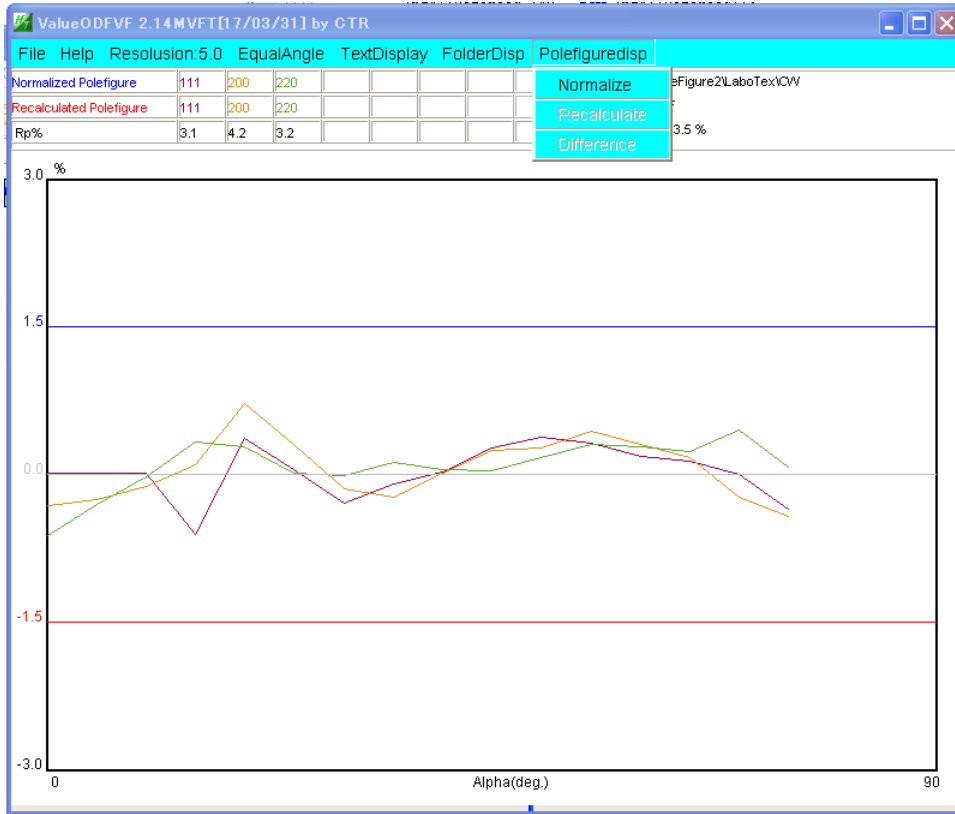 ValueODFVF 2.14MVFT[17/03/31] by CTR
File Help Resolusion:5.0 EqualAngle TextDisplay FolderDisp Polefiguredisp
Normalized Polefigure 111 200 220 Normalize eFigure2\LaboTex\CW
Recalculated Polefigure 111 200 220 Recalculate
Rp% 3.1 4.2 3.2 3.5 %
Difference
3.0 %
1.5
0.0
-1.5
-3.0
0 Alpha(deg.) 90